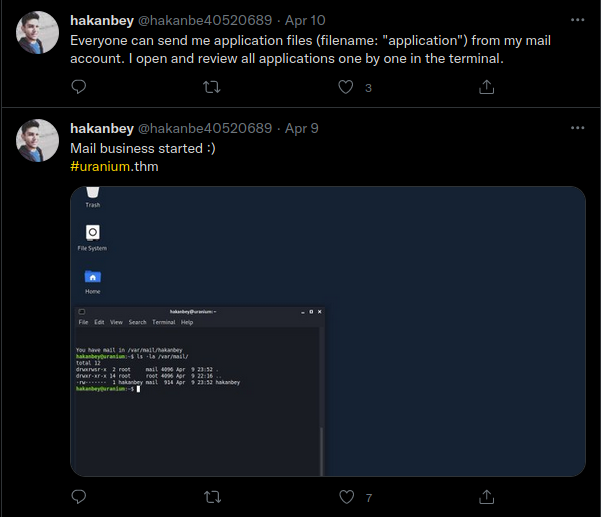 hakanbey @hakanbe40520689 · Apr 10
Everyone can send me application files (filename: "application") from my mail
account. I open and review all applications one by one in the terminal.
3
hakanbey @hakanbe40520689 · Apr 9
Mail business started :)
#uranium.thm
Trash
File System
Home
hakanbey@uranium:~
File Edit View Search Terminal Help
You have mail in /var/mail/hakanbey
hakanbey@uranium:~$ ls -la /var/mail/
total 12
drwxrwsr-x 2 root mail 4096 Apr 9 23:52 .
drwxr-xr-x 14 root root 4096 Apr 9 22:16 ..
-rw------- 1 hakanbey mail 914 Apr 9 23:52 hakanbey
hakanbey@uranium:~$
7